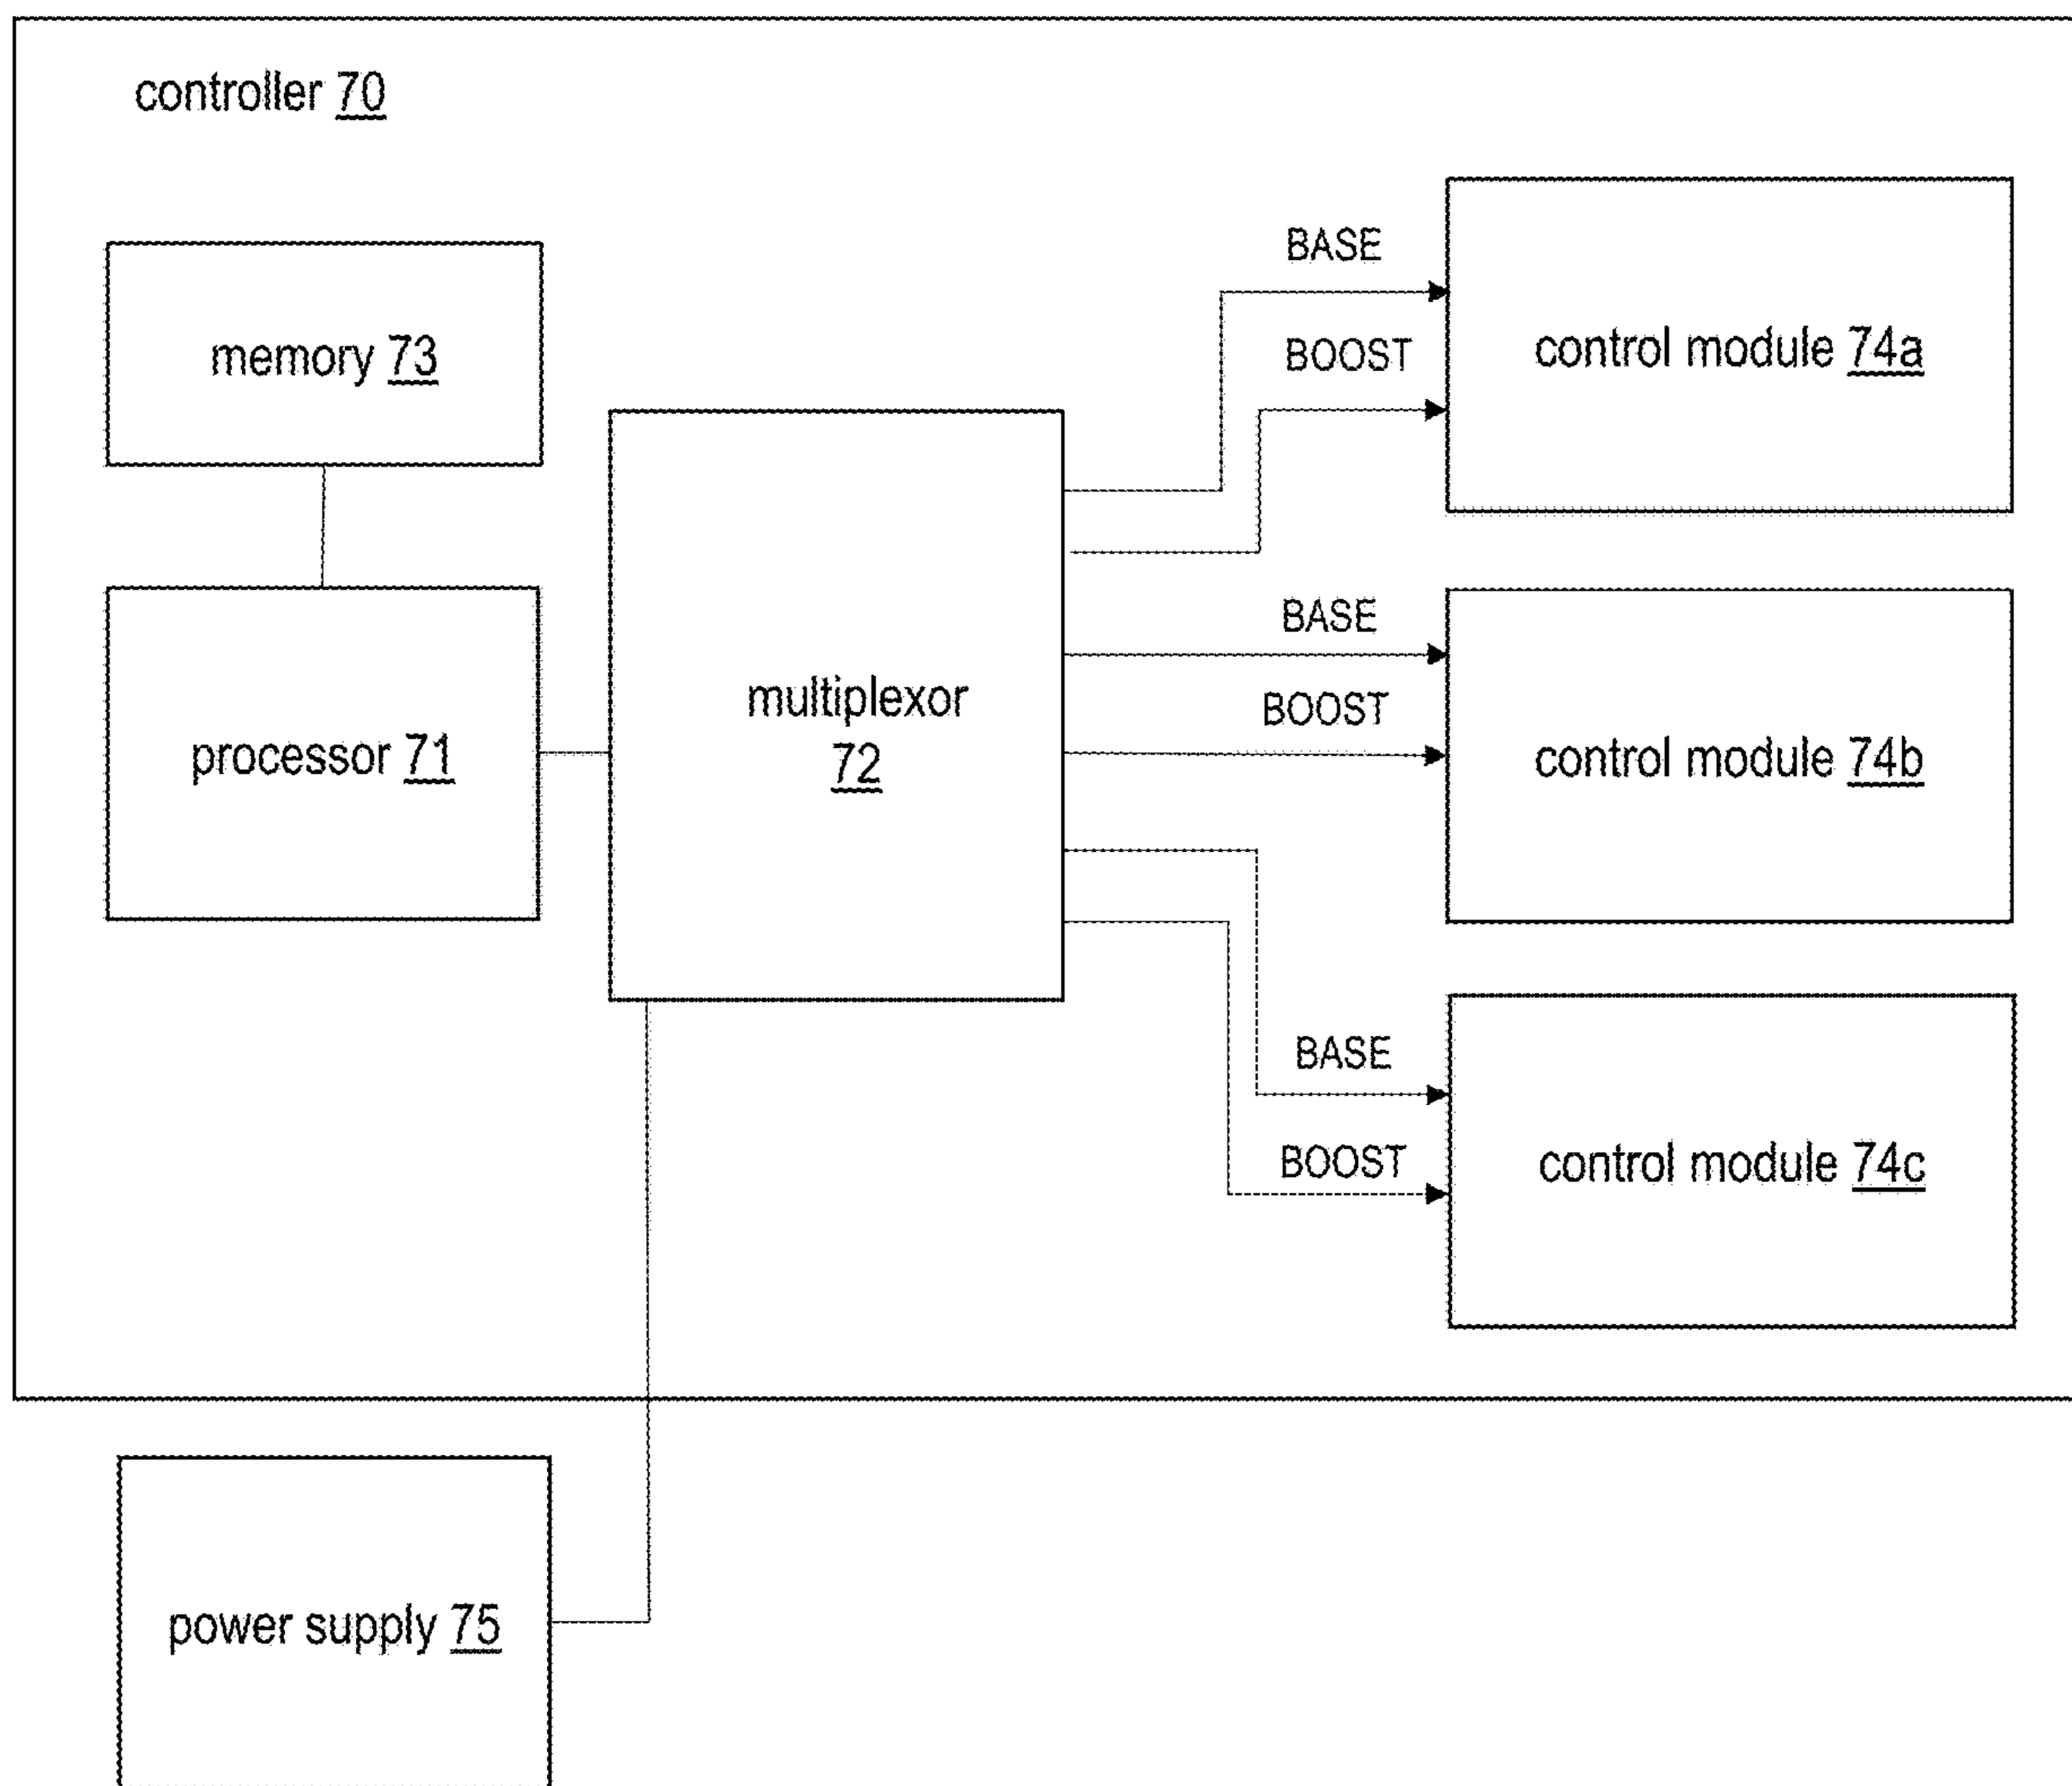 controller 70
BASE
control module 74a
memory 73
BOOST
BASE
multiplexor
72
BOOST
processor 71
control module 74b
BASE
BOOST
control module 74c
power supply 75